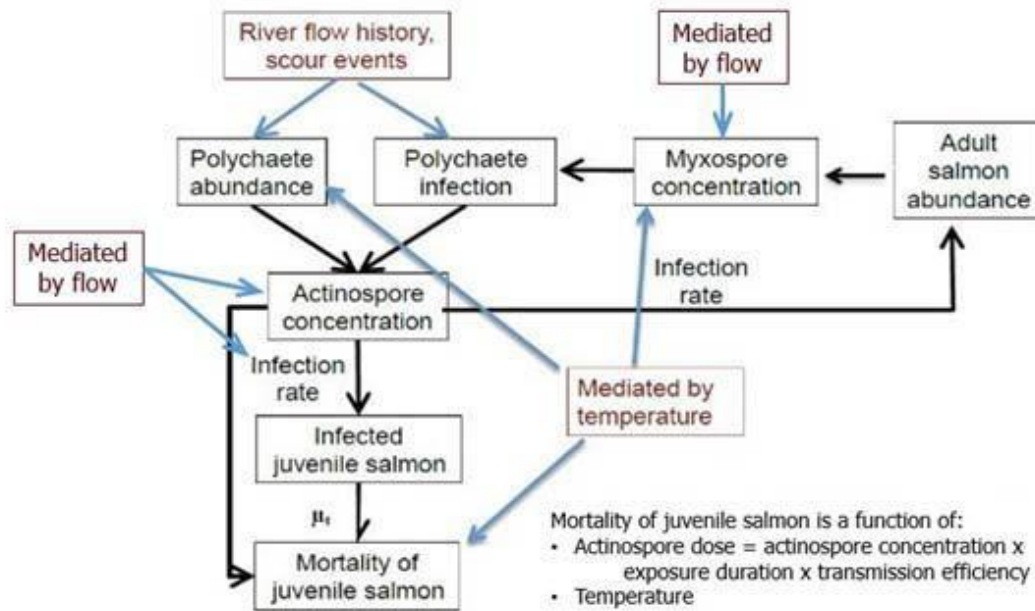 River flow history,
scour events
Mediated
by flow
Polychaete
abundance
Polychaete
infection
Myxospore
concentration
Adult
salmon
abundance
Mediated
by flow
Actinospore
concentration
Infection
rate
Infection
rate
Mediated by
temperature
Infected
juvenile salmon
μt
Mortality of
juvenile salmon
Mortality of juvenile salmon is a function of:
• Actinospore dose = actinospore concentration x
exposure duration x transmission efficiency
• Temperature